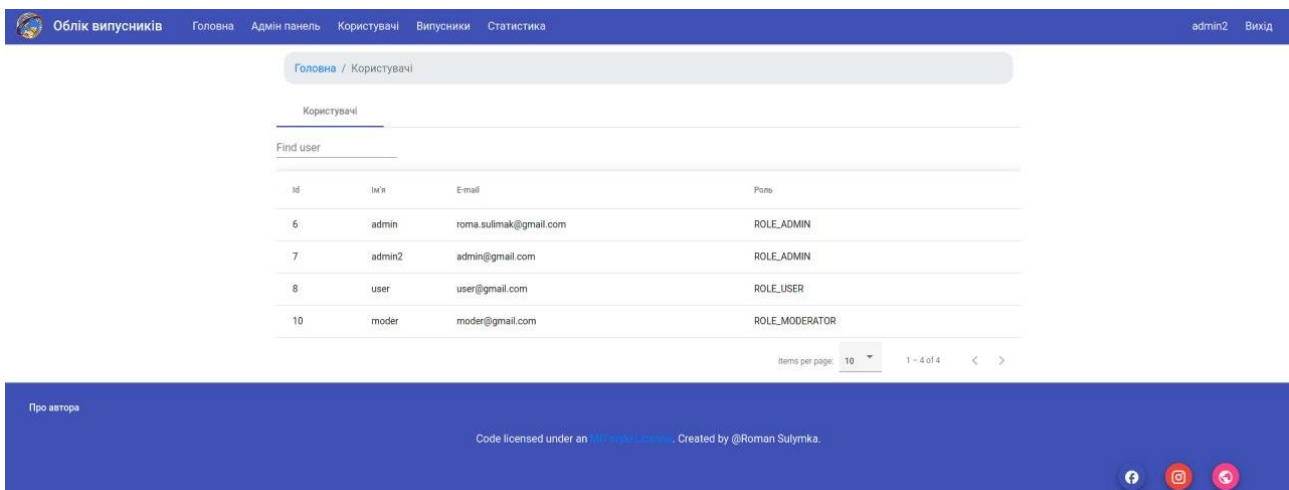 Облік випусників Головна Адмін панель Користувачі Випусники Статистика admin2 Вихід
Головна / Користувачі
Користувачі
Find user
Id Ім'я E-mail Роль
6 admin roma.sulimak@gmail.com ROLE_ADMIN
7 admin2 admin@gmail.com ROLE_ADMIN
8 user user@gmail.com ROLE_USER
10 moder moder@gmail.com ROLE_MODERATOR
Items per page: 10 1 – 4 of 4
Про автора
Code licensed under an MIT-style License. Created by @Roman Sulymka.